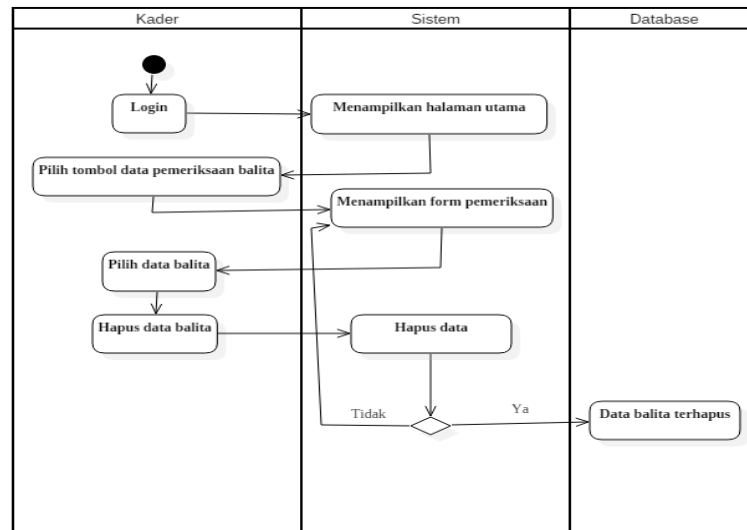 Kader
Sistem
Database
Login
Menampilkan halaman utama
Pilih tombol data pemeriksaan balita
Menampilkan form pemeriksaan
Pilih data balita
Hapus data balita
Hapus data
Tidak
Ya
Data balita terhapus